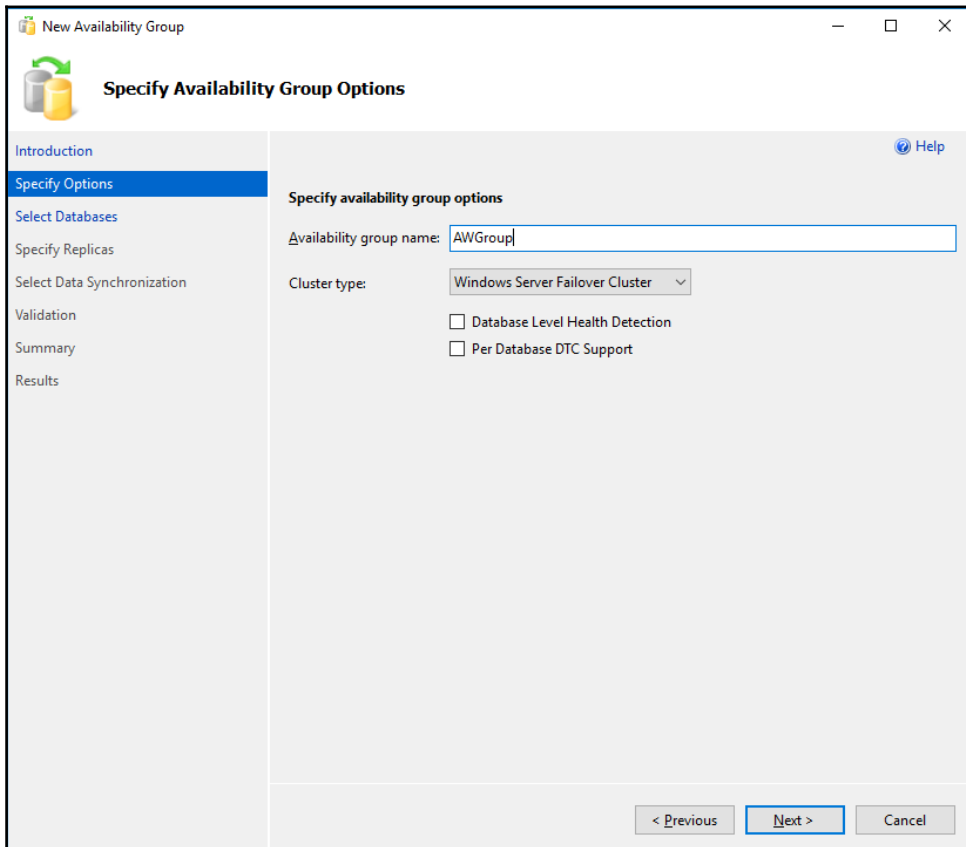 New Availability Group
Specify Availability Group Options
Introduction
Specify Options
Select Databases
Specify Replicas
Select Data Synchronization
Validation
Summary
Results
Help
Specify availability group options
Availability group name: AWGroup
Cluster type: Windows Server Failover Cluster
Database Level Health Detection
Per Database DTC Support
< Previous Next > Cancel